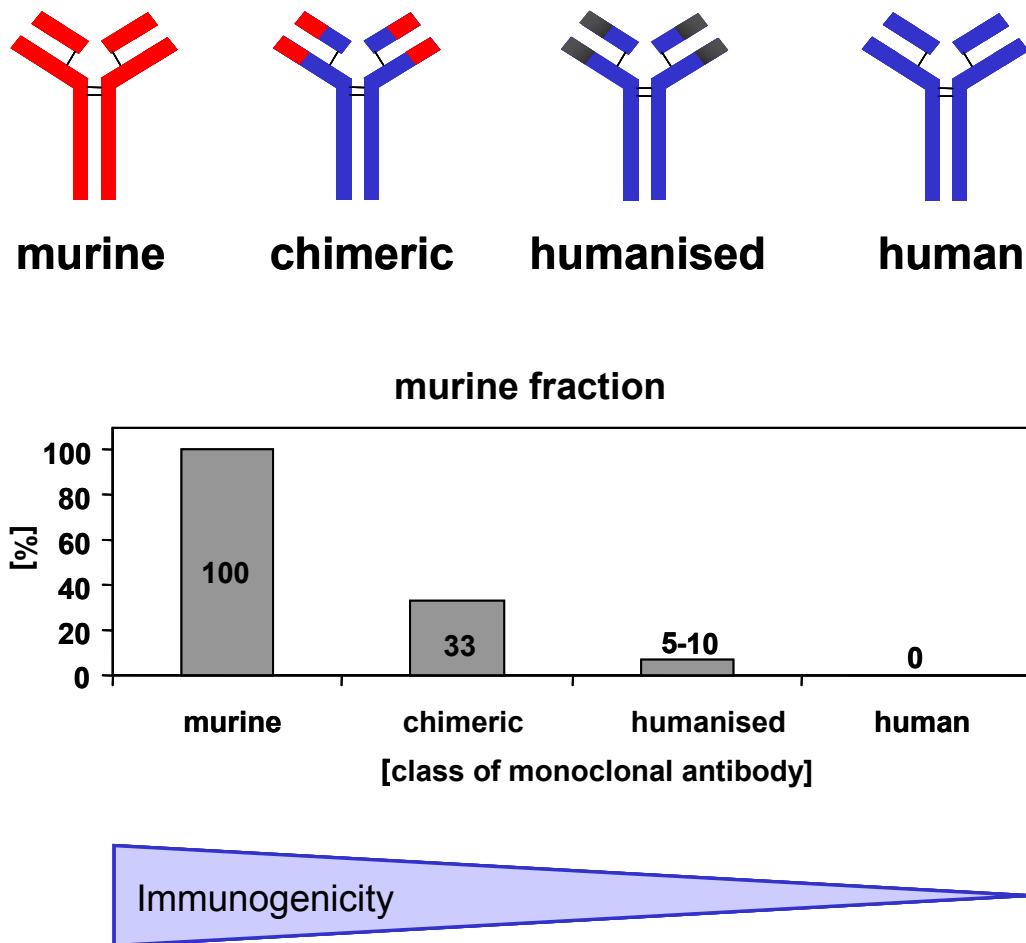 murine chimeric humanised human
murine fraction
[%]
100
80
60
40
20
0
100
33
5-10
0
murine chimeric humanised human
[class of monoclonal antibody]
Immunogenicity